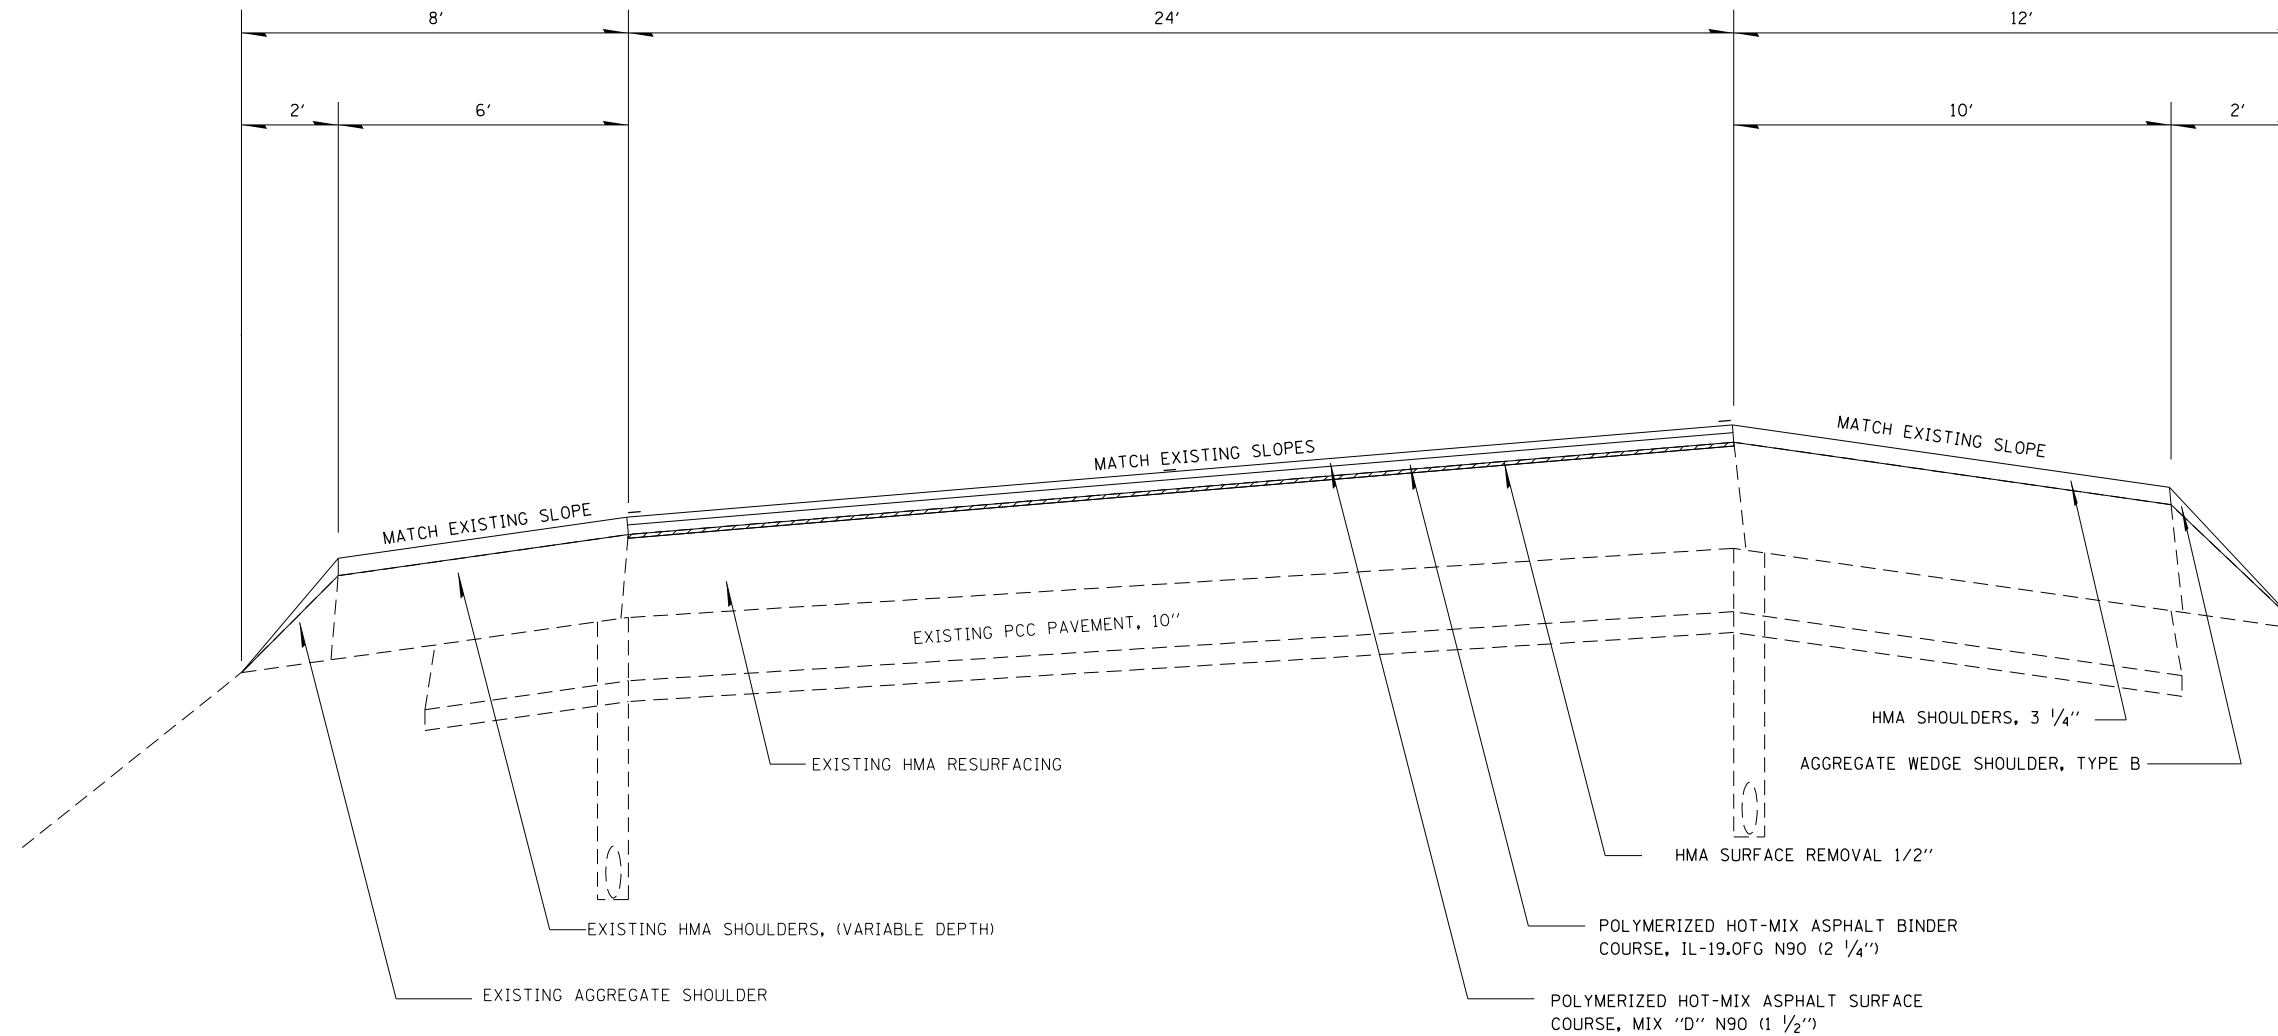 8' 24' 12'
2' 6' 10' 2'
MATCH EXISTING SLOPE
MATCH EXISTING SLOPES
MATCH EXISTING SLOPE
EXISTING PCC PAVEMENT, 10"
HMA SHOULDERS, 3 1/4"
EXISTING HMA RESURFACING
AGGREGATE WEDGE SHOULDER, TYPE B
HMA SURFACE REMOVAL 1/2"
EXISTING HMA SHOULDERS, (VARIABLE DEPTH)
POLYMERIZED HOT-MIX ASPHALT BINDER
COURSE, IL-19.0FG N90 (2 1/4")
EXISTING AGGREGATE SHOULDER
POLYMERIZED HOT-MIX ASPHALT SURFACE
COURSE, MIX "D" N90 (1 1/2")